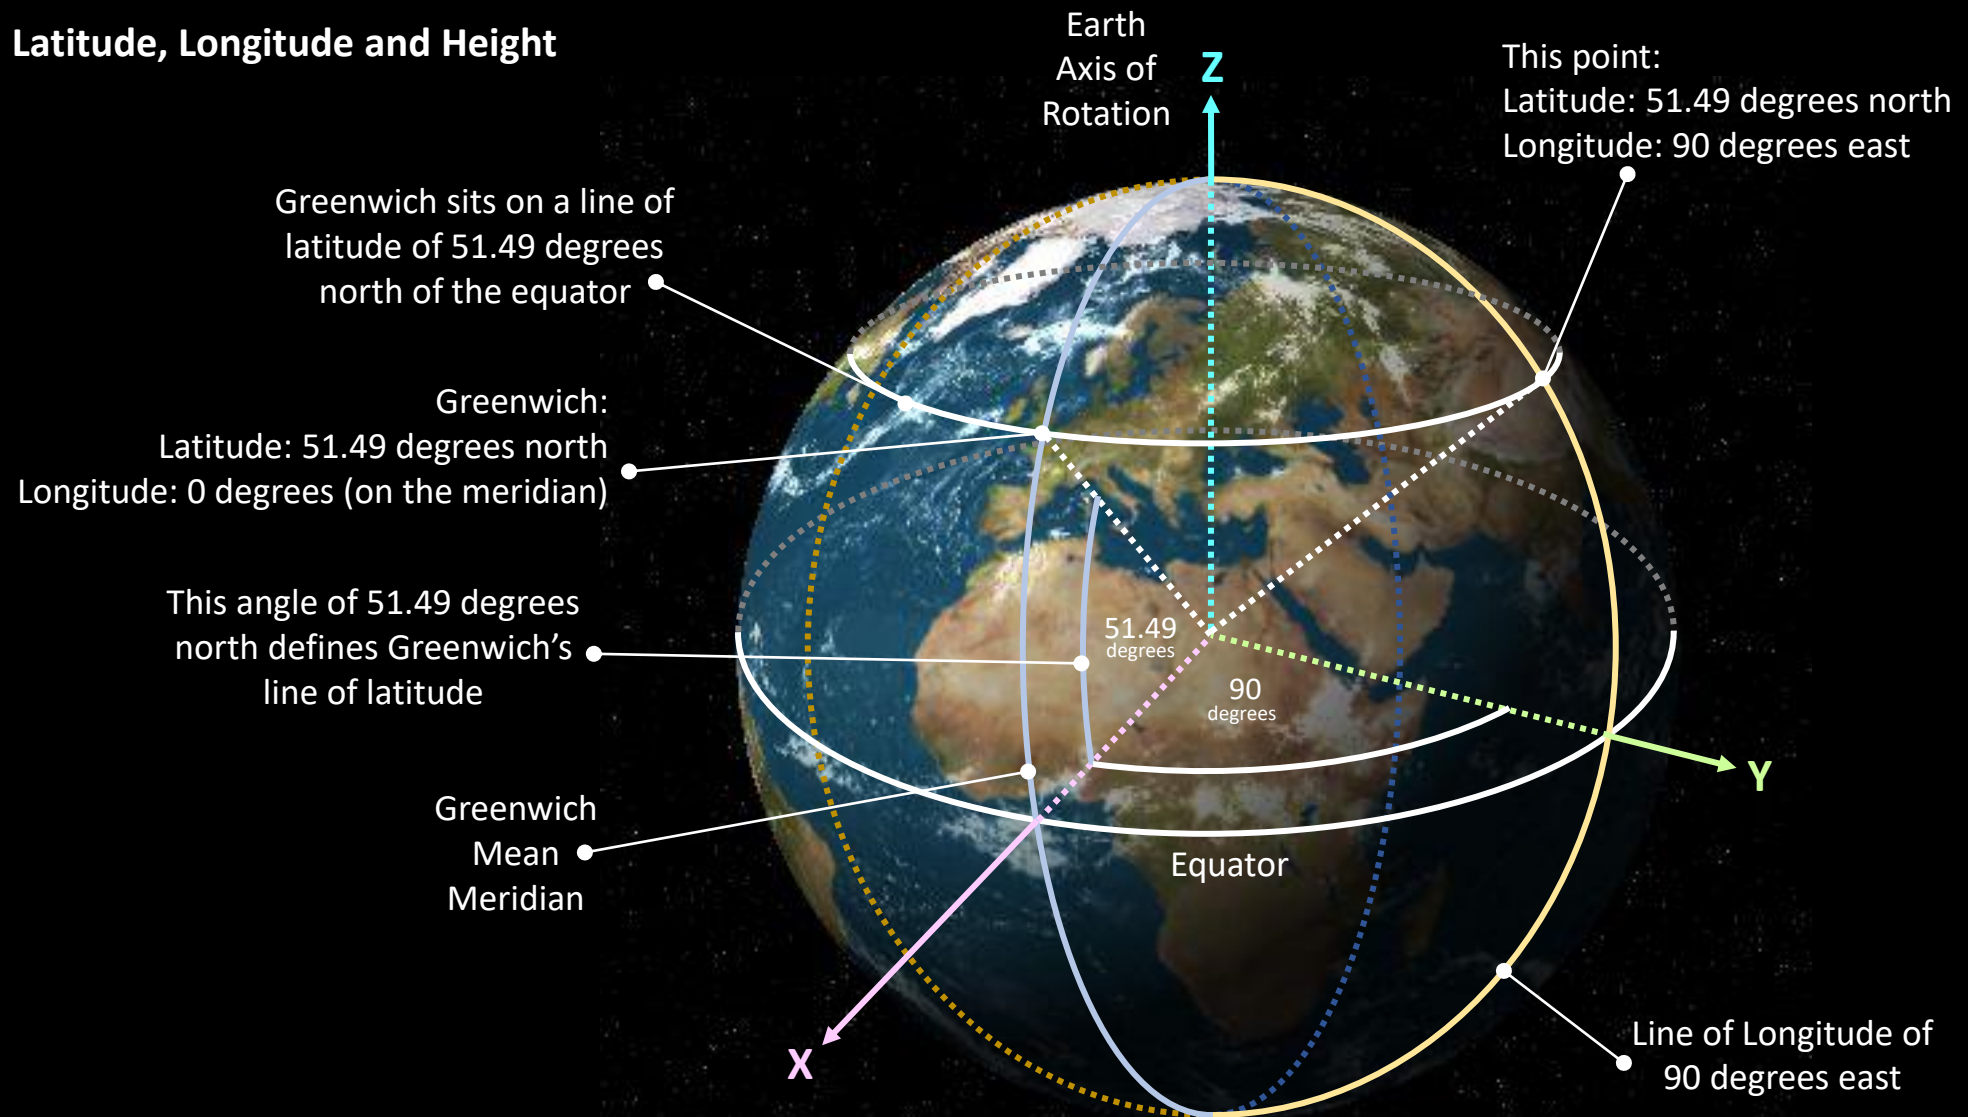 Latitude, Longitude and Height
Earth
Axis of
Rotation
Z
This point:
Latitude: 51.49 degrees north
Longitude: 90 degrees east
Greenwich sits on a line of
latitude of 51.49 degrees
north of the equator
Greenwich:
Latitude: 51.49 degrees north
Longitude: 0 degrees (on the meridian)
This angle of 51.49 degrees
north defines Greenwich’s
line of latitude
51.49
degrees
90
degrees
Y
Greenwich
Mean
Meridian
Equator
X
Line of Longitude of
90 degrees east